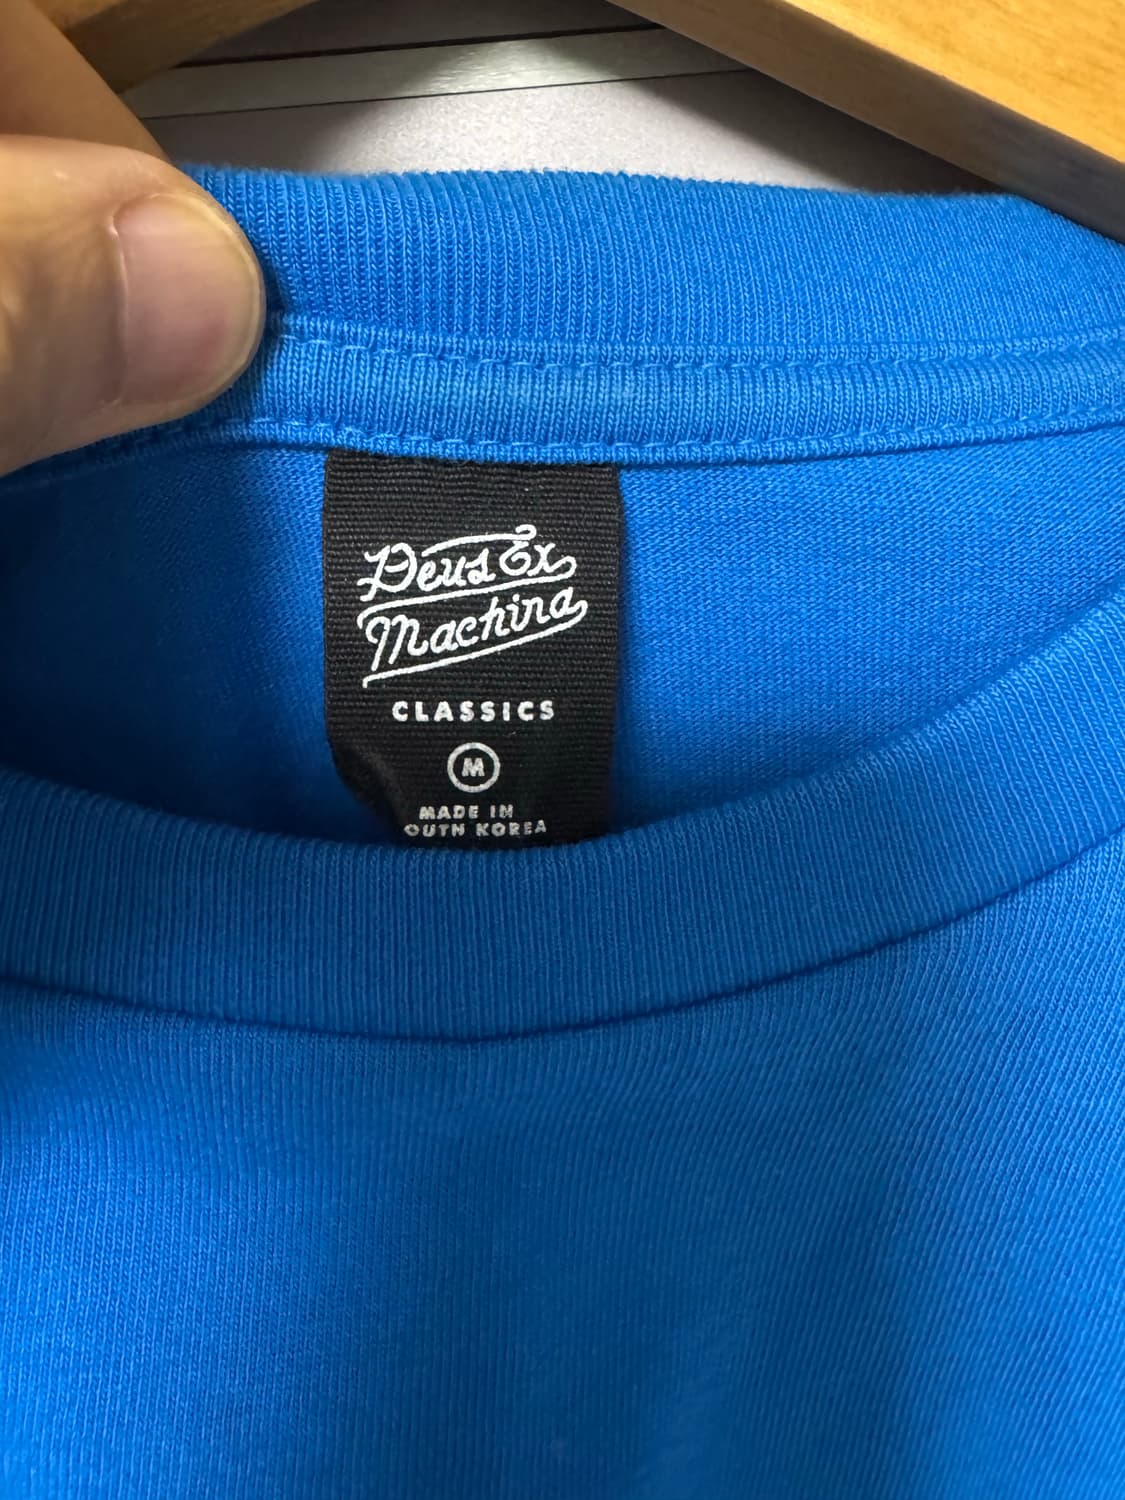 Deus Ex
Machina
CLASSICS
M
MADE IN
OUTH KOREA